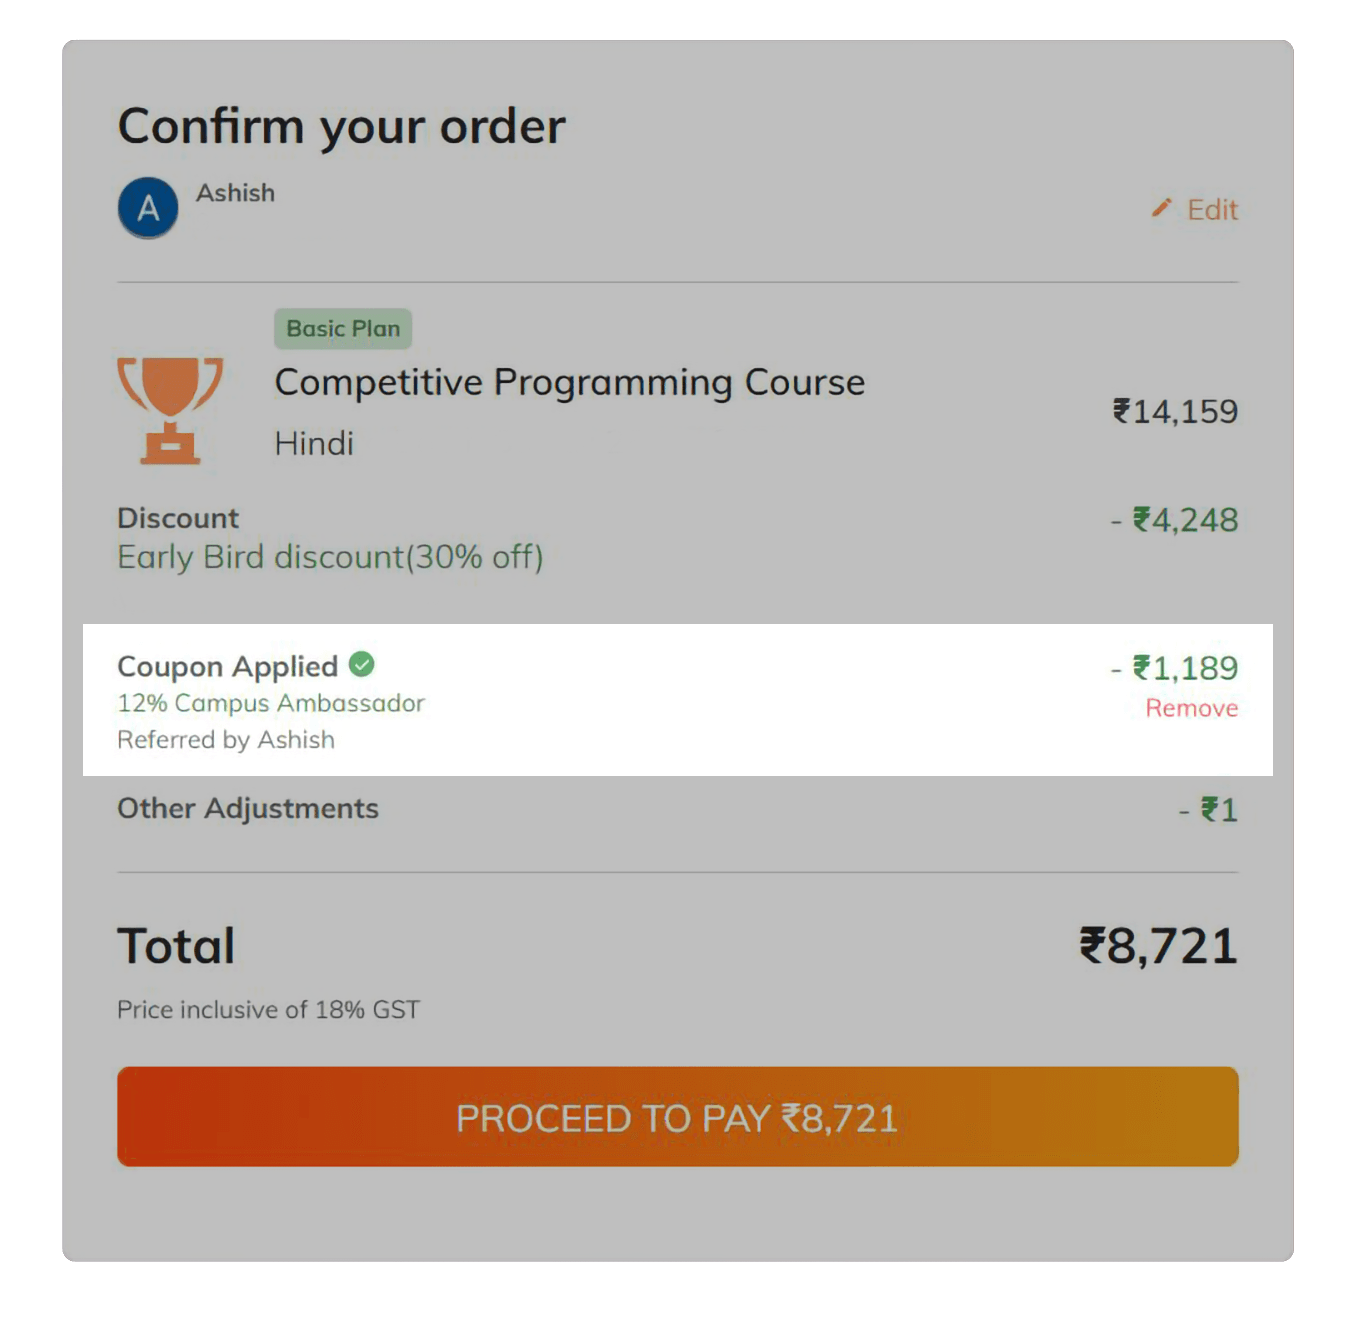 Confirm your order
A
Ashish
Edit
Basic Plan
Competitive Programming Course
₹14,159
Hindi
Discount
- ₹4,248
Early Bird discount(30% off)
Coupon Applied
- ₹1,189
12% Campus Ambassador
Remove
Referred by Ashish
Other Adjustments
- ₹1
Total
₹8,721
Price inclusive of 18% GST
PROCEED TO PAY ₹8,721